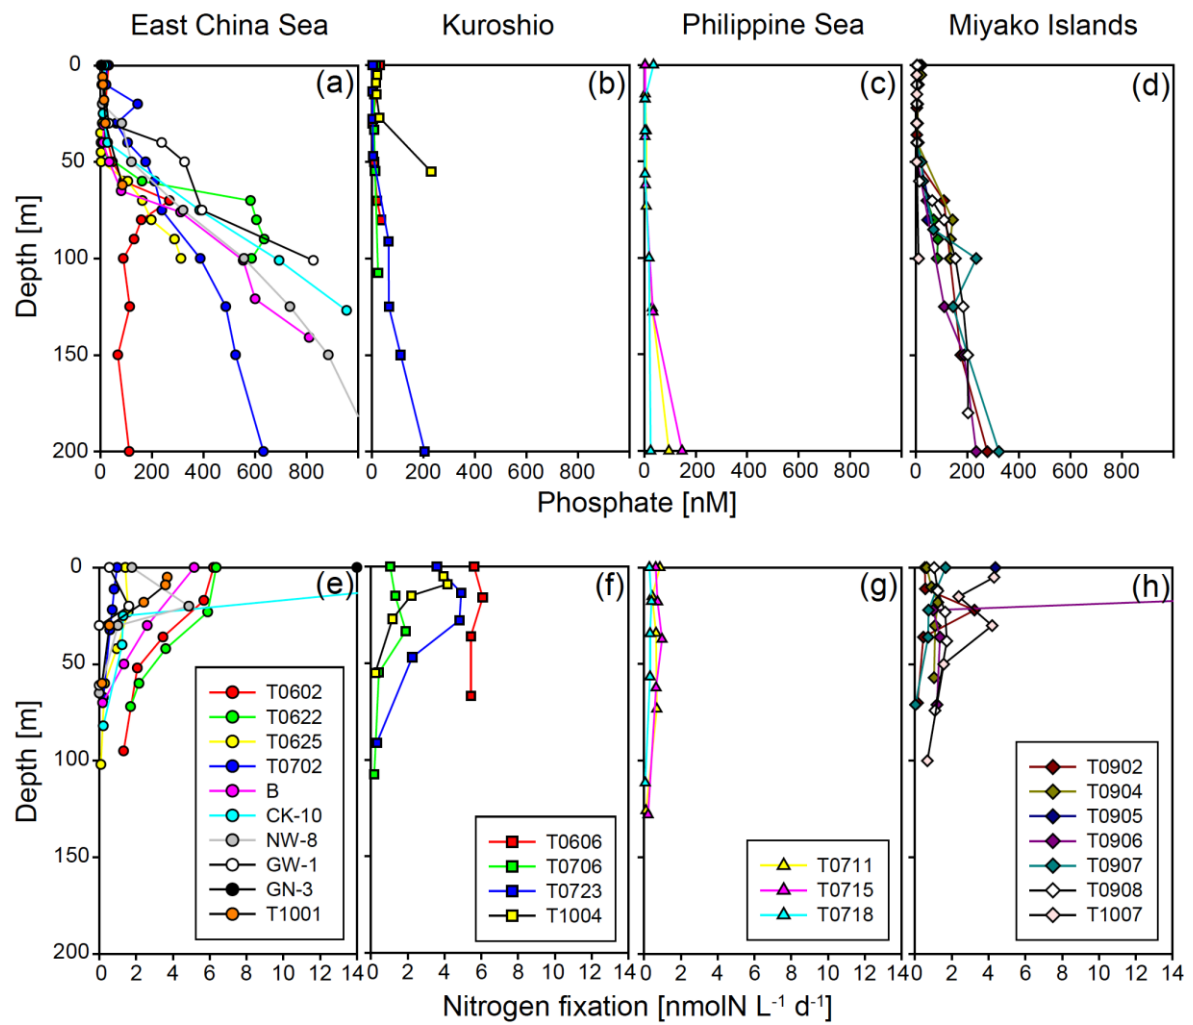 East China Sea Kuroshio Philippine Sea Miyako Islands
(a) (b) (c) (d)
0
50
100
150
200
Depth [m]
0 200 400 600 800 0 200 400 600 800 0 200 400 600 800 0 200 400 600 800
Phosphate [nM]
(e) (f) (g) (h)
0
50
100
150
200
Depth [m]
T0602
T0622
T0625
T0702
B
CK-10
NW-8
GW-1
GN-3
T1001
T0606
T0706
T0723
T1004
T0711
T0715
T0718
T0902
T0904
T0905
T0906
T0907
T0908
T1007
0 2 4 6 8 10 12 14 0 2 4 6 8 10 12 14 0 2 4 6 8 10 12 14 0 2 4 6 8 10 12 14
Nitrogen fixation [nmolN L⁻¹ d⁻¹]